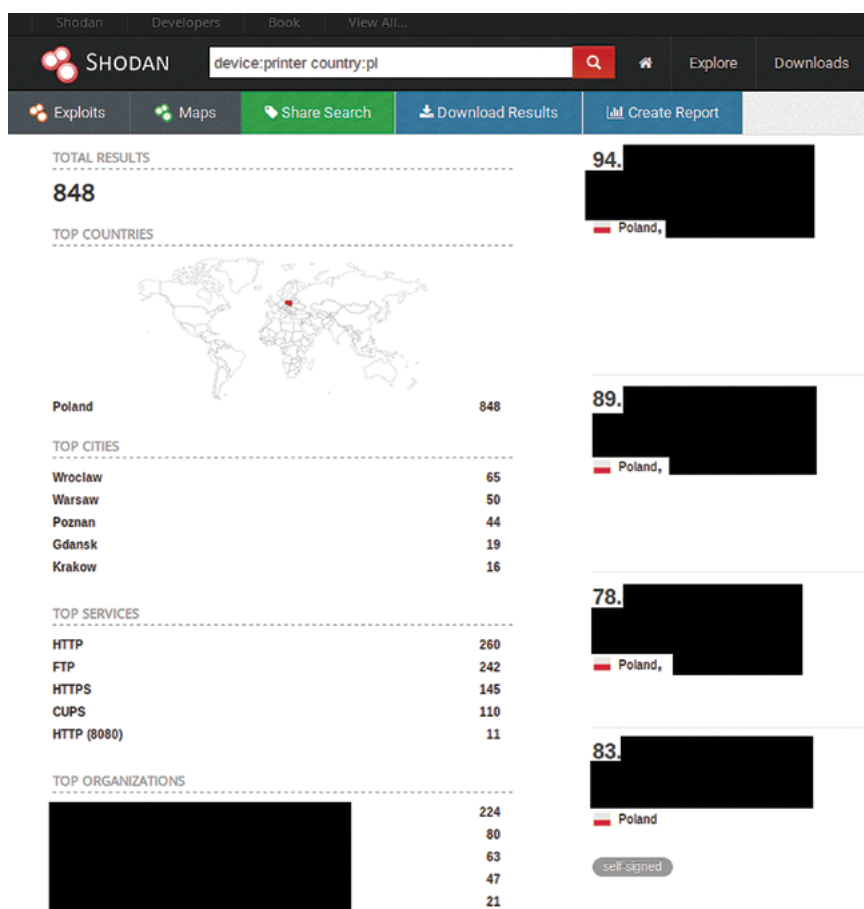 Shodan Developers Book View All...
SHODAN device:printer country:pl Explore Downloads
Exploits Maps Share Search Download Results Create Report
TOTAL RESULTS
848
TOP COUNTRIES
Poland 848
TOP CITIES
Wroclaw 65
Warsaw 50
Poznan 44
Gdansk 19
Krakow 16
TOP SERVICES
HTTP 260
FTP 242
HTTPS 145
CUPS 110
HTTP (8080) 11
TOP ORGANIZATIONS
224
80
63
47
21
94.
Poland,
89.
Poland,
78.
Poland,
83.
Poland
self-signed